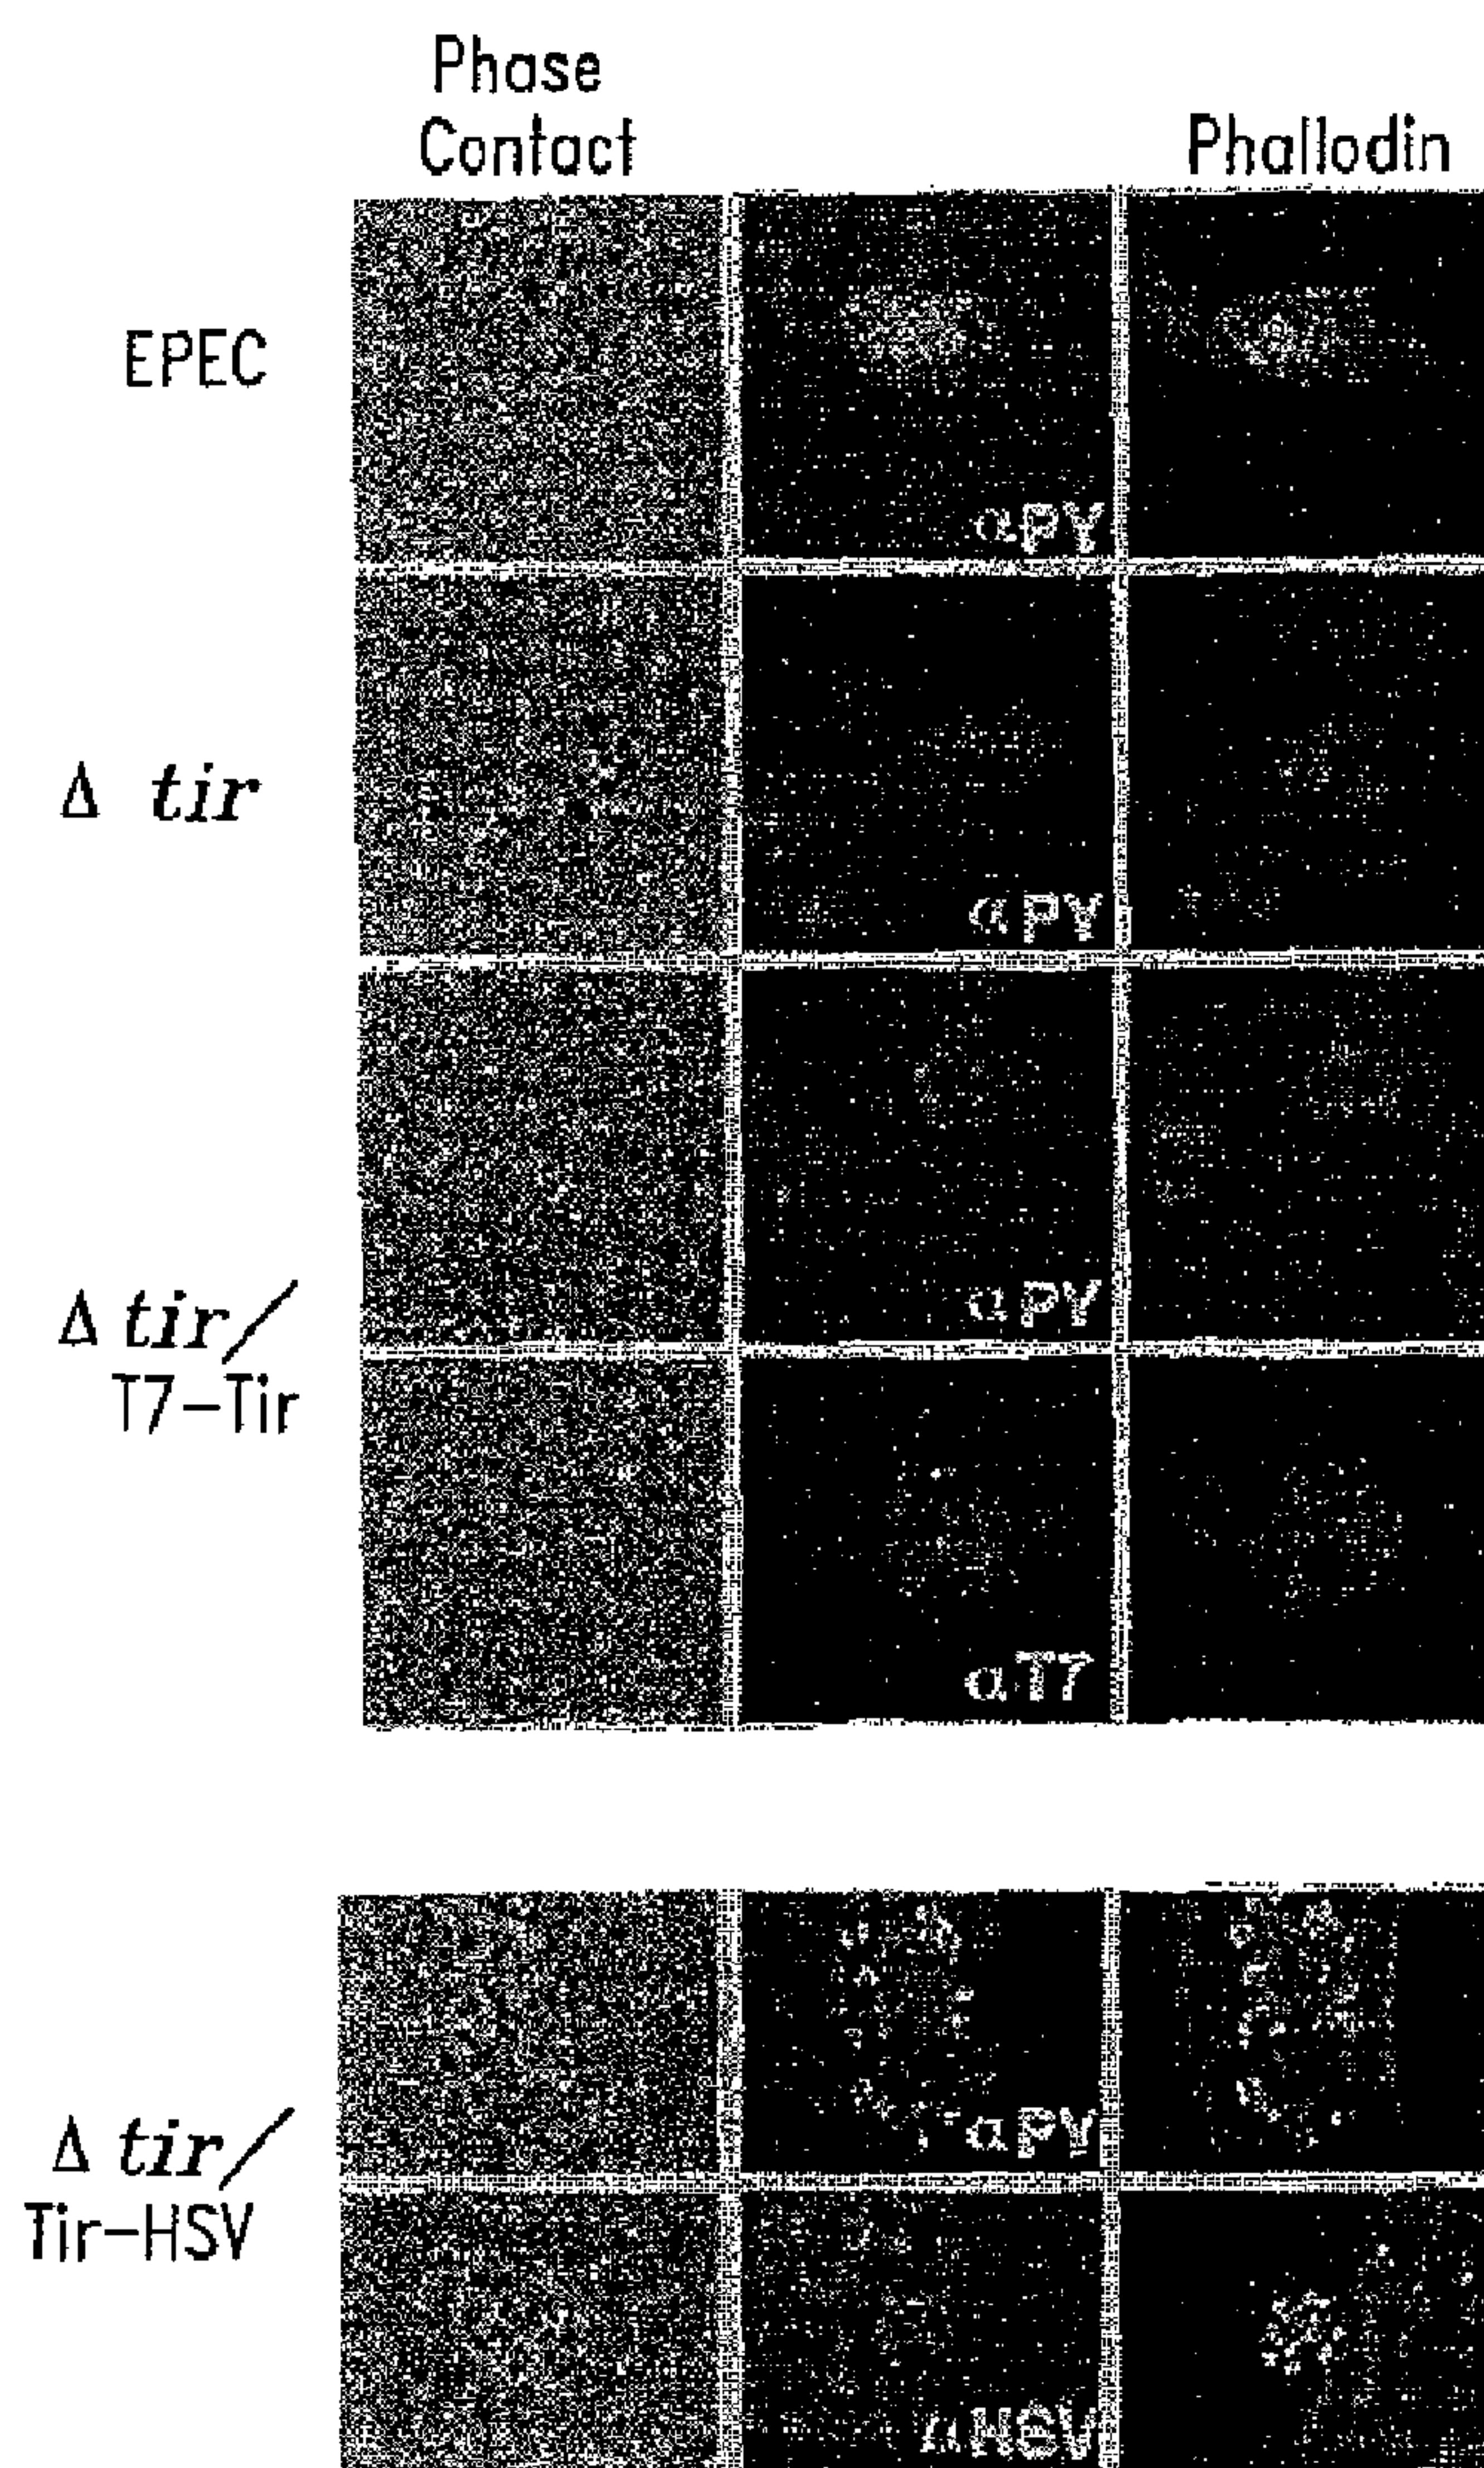 Phase
Contact
Phallodin
EPEC
αPY
Δ tir
αPY
αPY
Δ tir/
T7-Tir
αT7
αPY
Δ tir/
Tir-HSV
αHSV